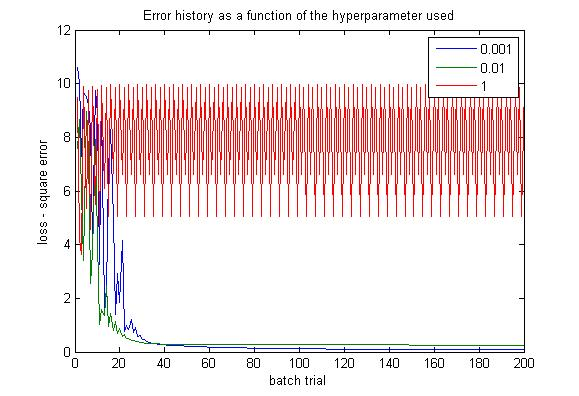 Error history as a function of the hyperparameter used
12
10
8
6
4
2
0
loss - square error
0.001
0.01
1
0 20 40 60 80 100 120 140 160 180 200
batch trial